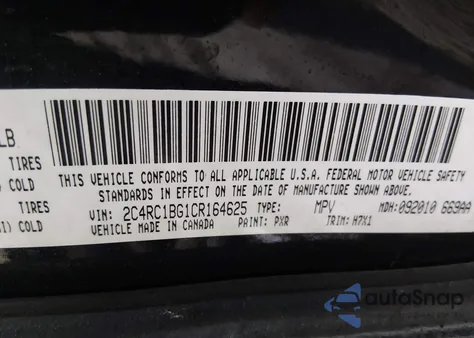 LB
TIRES
COLD
TIRES
I) COLD
THIS VEHICLE CONFORMS TO ALL APPLICABLE U.S.A. FEDERAL MOTOR VEHICLE SAFETY
STANDARDS IN EFFECT ON THE DATE OF MANUFACTURE SHOWN ABOVE.
VIN: 2C4RC1BG1CR164625 TYPE: MPV MDH: 092010 669AA
VEHICLE MADE IN CANADA PAINT: PXR TRIM: H7X1
autoSnap